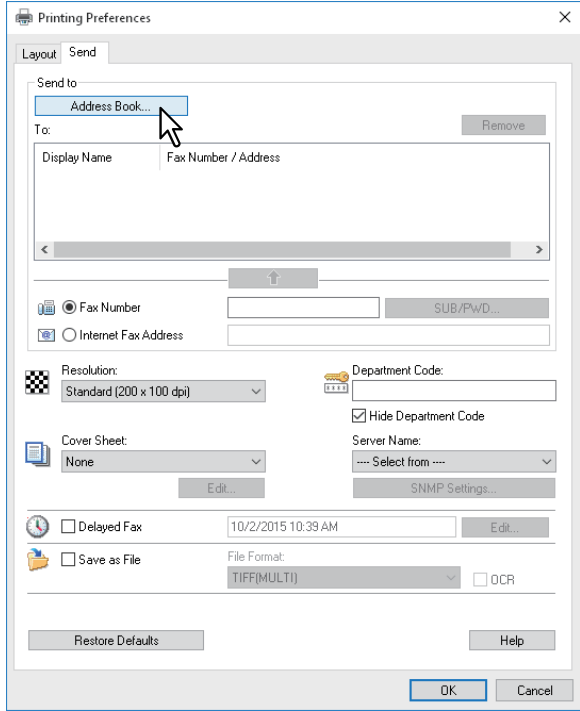 Printing Preferences
Layout Send
Send to
Address Book...
To:
Remove
Display Name Fax Number / Address
Fax Number
SUB/PWD...
Internet Fax Address
Resolution:
Department Code:
Standard (200 x 100 dpi)
Hide Department Code
Cover Sheet:
Server Name:
None
---- Select from ----
Edit...
SNMP Settings...
Delayed Fax
10/2/2015 10:39 AM
Edit...
Save as File
File Format:
TIFF(MULTI)
OCR
Restore Defaults
Help
OK
Cancel